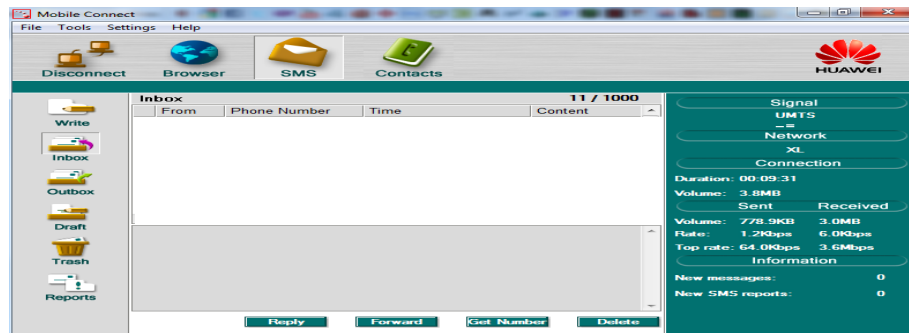 Mobile Connect
File Tools Settings Help
Disconnect Browser SMS Contacts
HUAWEI
Inbox 11 / 1000
From Phone Number Time Content
Write
Inbox
Outbox
Draft
Trash
Reports
Reply Forward Get Number Delete
Signal
UMTS
Network
XL
Connection
Duration: 00:09:31
Volume: 3.8MB
Sent Received
Volume: 778.9KB 3.0MB
Rate: 1.2Kbps 6.0Kbps
Top rate: 64.0Kbps 3.6Mbps
Information
New messages: 0
New SMS reports: 0